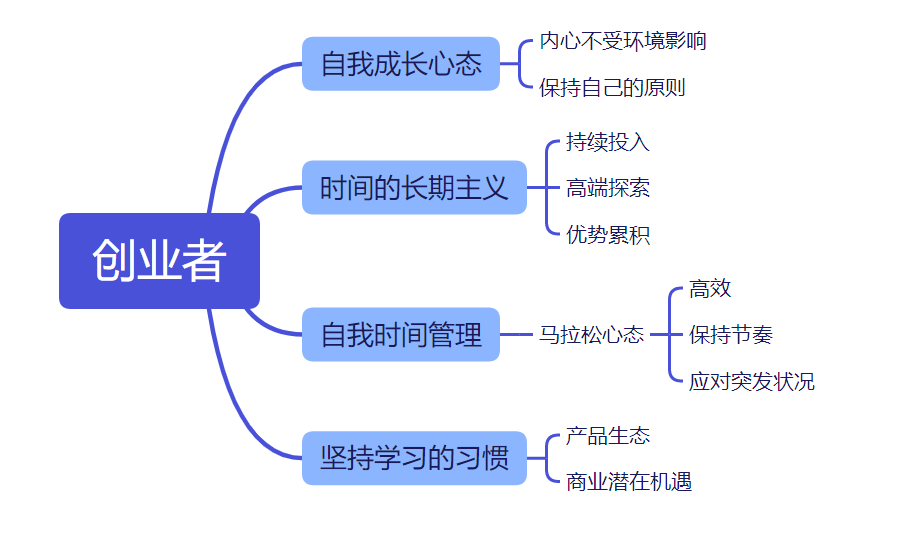 创业者
自我成长心态
内心不受环境影响
保持自己的原则
时间的长期主义
持续投入
高端探索
优势累积
自我时间管理
马拉松心态
高效
保持节奏
应对突发状况
坚持学习的习惯
产品生态
商业潜在机遇